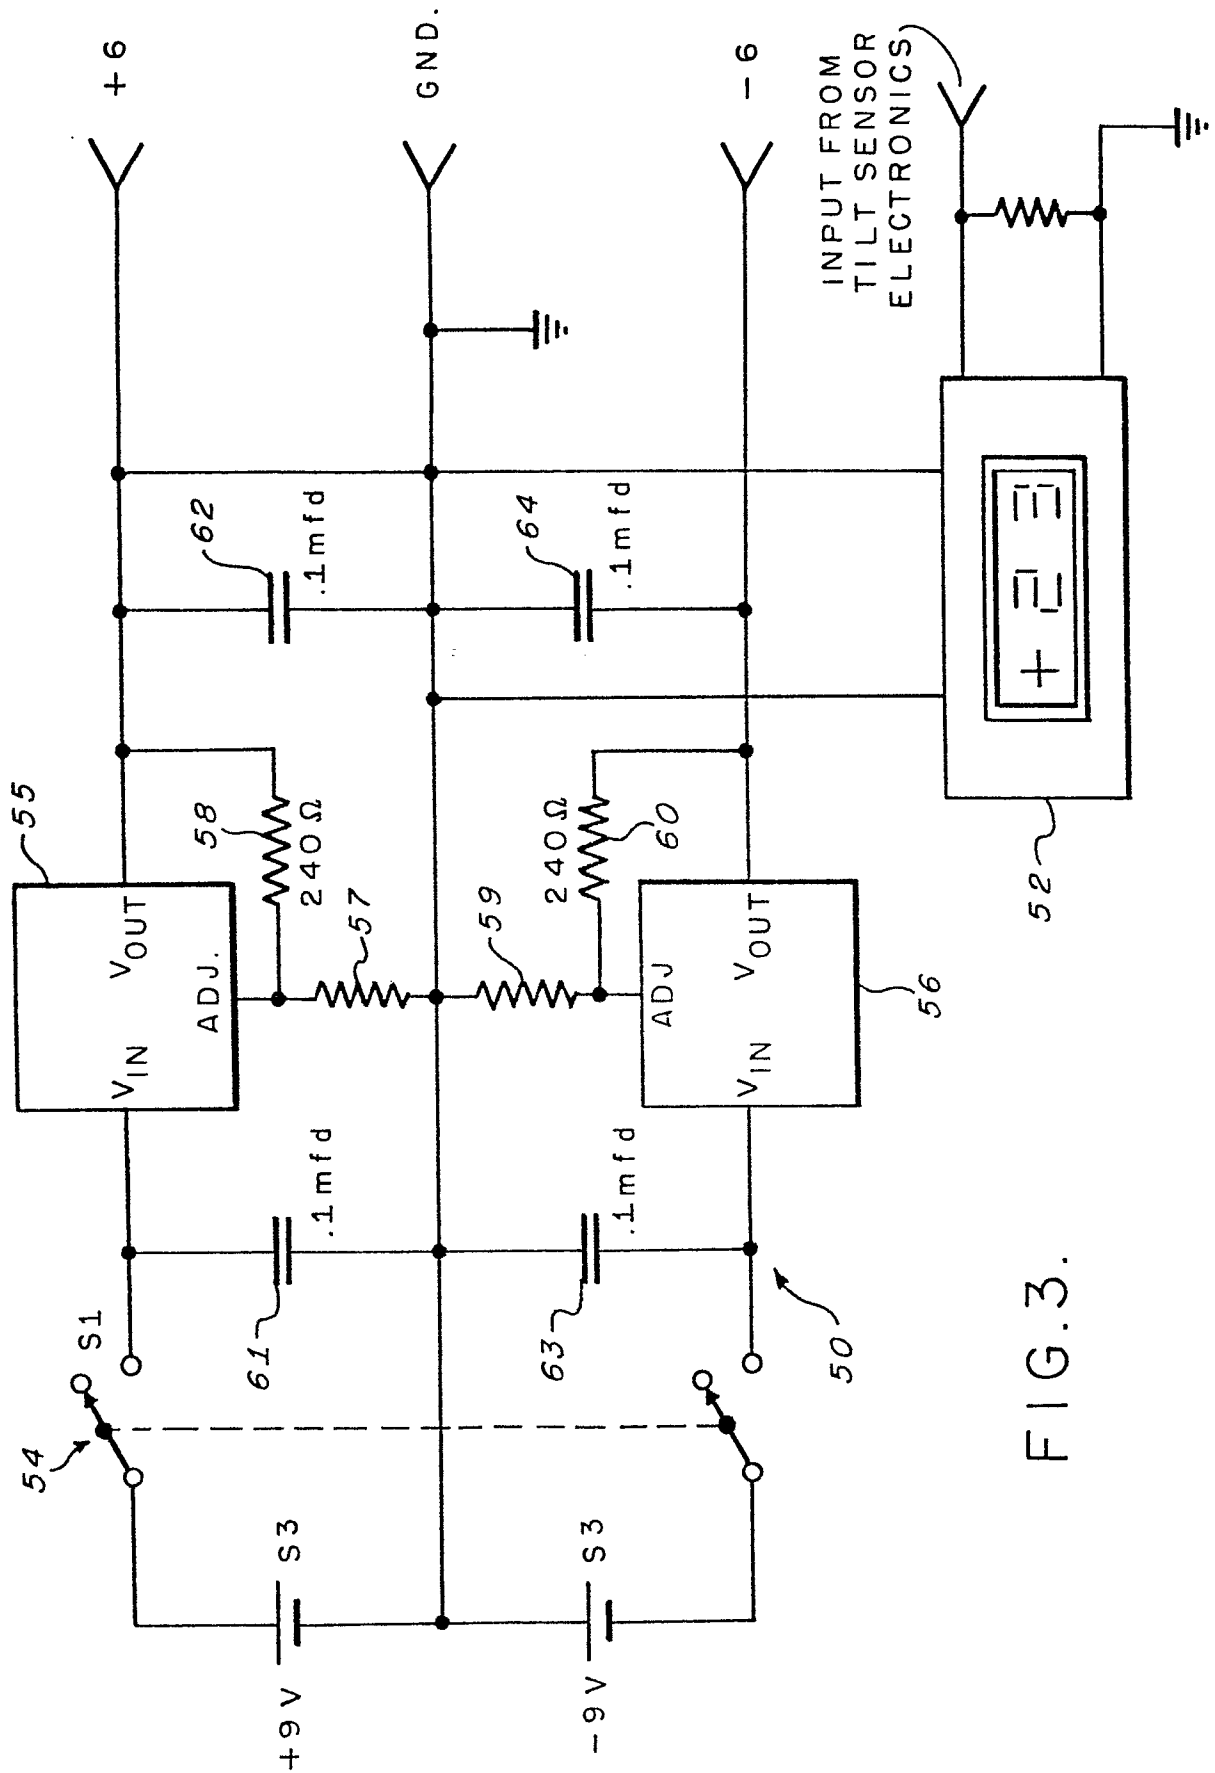 +6
GND.
-6
INPUT FROM
TILT SENSOR
ELECTRONICS
62
.1mfd
64
.1mfd
+23
52
55
VOUT
ADJ.
VIN
58
240Ω
57
59
240Ω
60
ADJ
VOUT
VIN
56
.1mfd
61
.1mfd
63
S1
54
50
S3
+9V
S3
-9V
FIG.3.